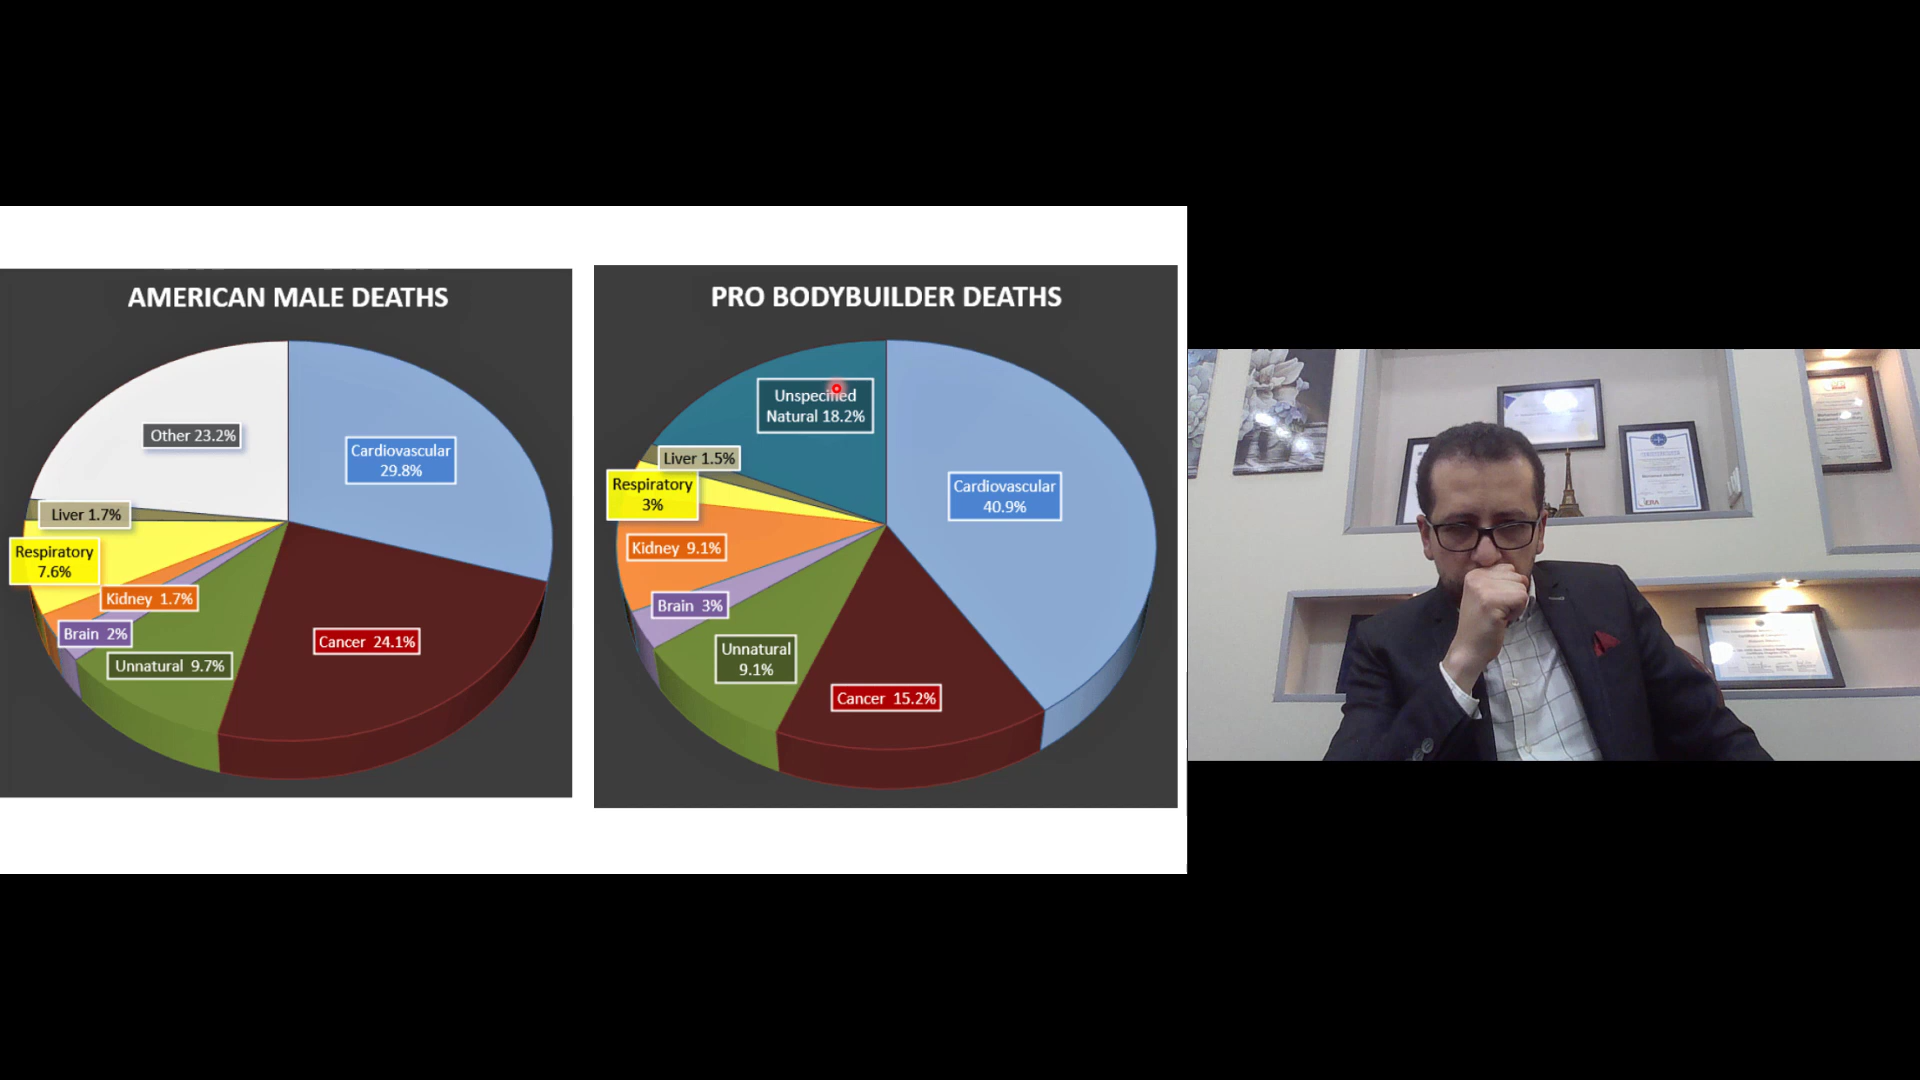 AMERICAN MALE DEATHS
Other 23.2%
Cardiovascular
29.8%
Liver 1.7%
Respiratory
7.6%
Kidney 1.7%
Brain 2%
Unnatural 9.7%
Cancer 24.1%
PRO BODYBUILDER DEATHS
Unspecified
Natural 18.2%
Liver 1.5%
Respiratory
3%
Cardiovascular
40.9%
Kidney 9.1%
Brain 3%
Unnatural
9.1%
Cancer 15.2%
ERA